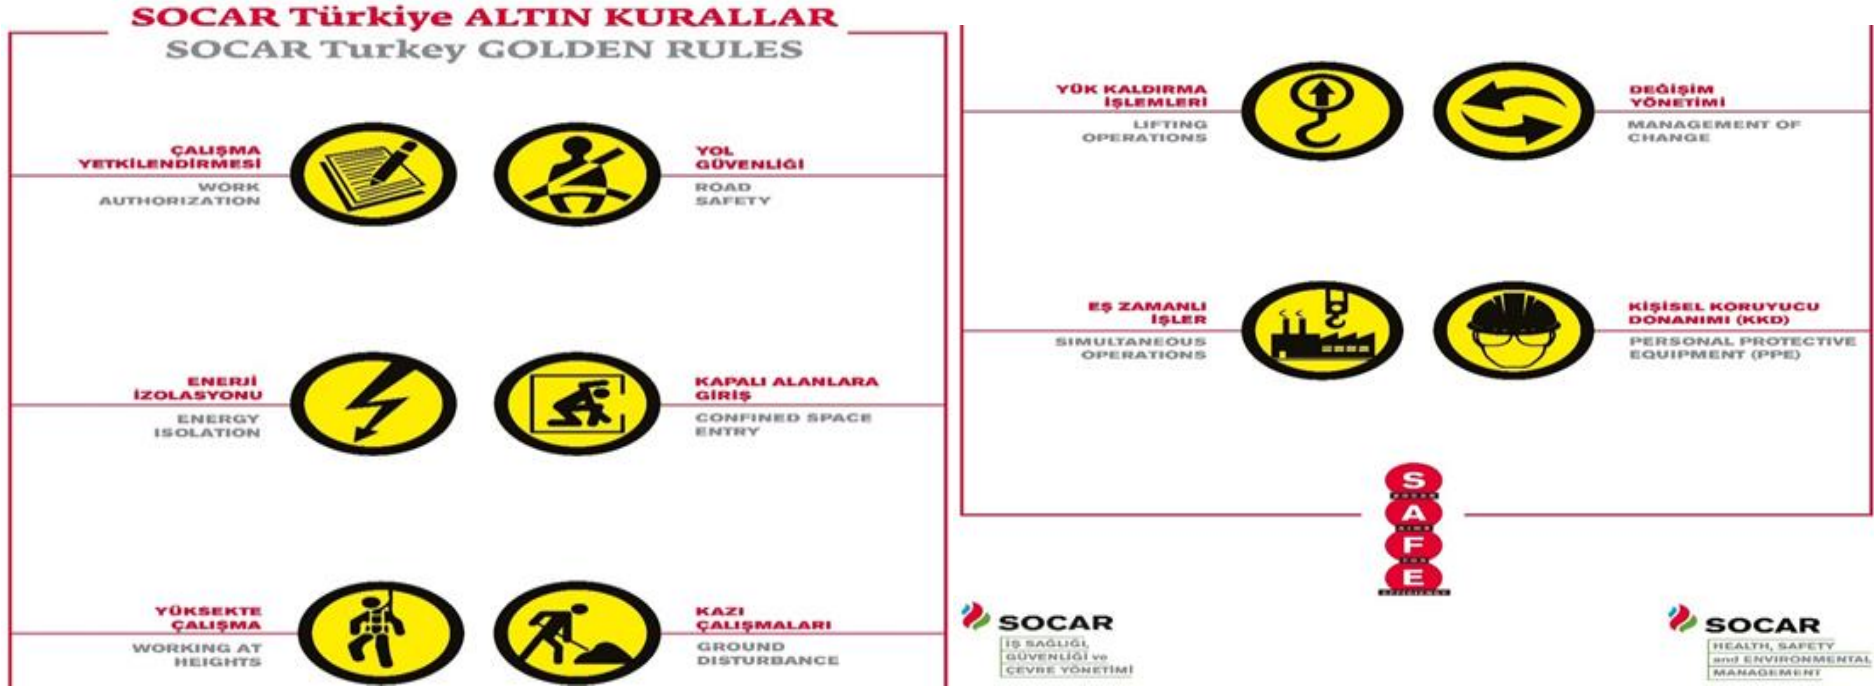 SOCAR Türkiye ALTIN KURALLAR
SOCAR Turkey GOLDEN RULES
ÇALIŞMA
YETKİLENDİRMESİ
WORK
AUTHORIZATION
YOL
GÜVENLİĞİ
ROAD
SAFETY
ENERJİ
İZOLASYONU
ENERGY
ISOLATION
KAPALI ALANLARA
GİRİŞ
CONFINED SPACE
ENTRY
YÜKSEKTE
ÇALIŞMA
WORKING AT
HEIGHTS
KAZI
ÇALIŞMALARI
GROUND
DISTURBANCE
YÜK KALDIRMA
İŞLEMLERİ
LIFTING
OPERATIONS
DEĞİŞİM
YÖNETİMİ
MANAGEMENT OF
CHANGE
EŞ ZAMANLI
İŞLER
SIMULTANEOUS
OPERATIONS
KİŞİSEL KORUYUCU
DONANIMI (KKD)
PERSONAL PROTECTIVE
EQUIPMENT (PPE)
S
A
F
E
SOCAR
İŞ SAĞLIĞI,
GÜVENLİĞİ ve
ÇEVRE YÖNETİMİ
SOCAR
HEALTH, SAFETY
and ENVIRONMENTAL
MANAGEMENT